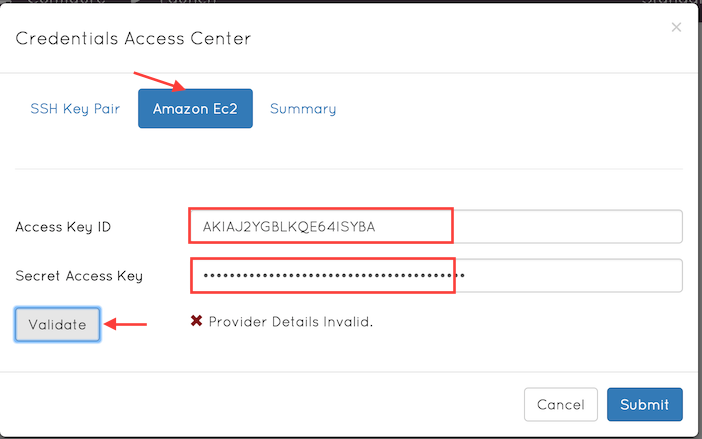 Credentials Access Center
×
SSH Key Pair Amazon Ec2 Summary
Access Key ID AKIAJ2YGBLKQE64ISYBA
Secret Access Key ••••••••••••••••••••••••••••••••••••••••
Validate ✖ Provider Details Invalid.
Cancel Submit